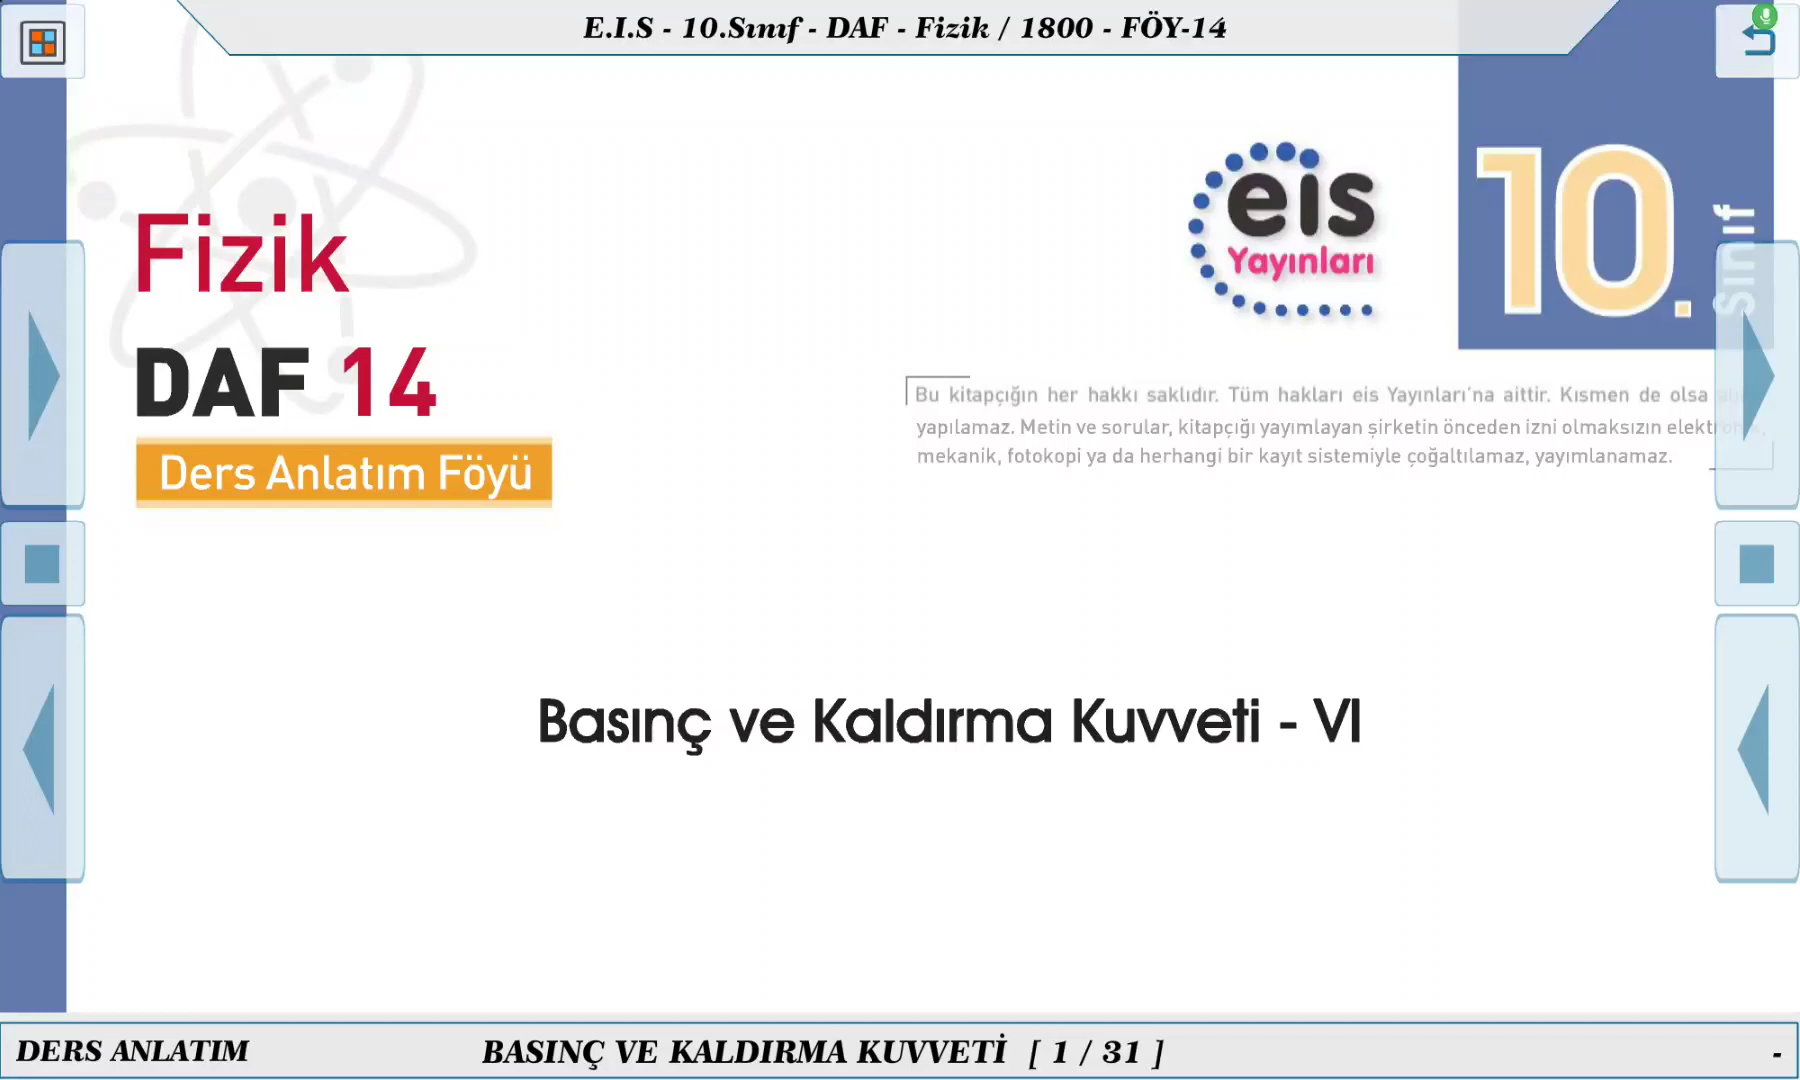 E.I.S - 10.Sınıf - DAF - Fizik / 1800 - FÖY-14
eis
Yayınları
10.
Sınıf
Fizik
DAF 14
Ders Anlatım Föyü
Bu kitapçığın her hakkı saklıdır. Tüm hakları eis Yayınları'na aittir. Kısmen de olsa
yapılamaz. Metin ve sorular, kitapçığı yayımlayan şirketin önceden izni olmaksızın
mekanik, fotokopi ya da herhangi bir kayıt sistemiyle çoğaltılamaz, yayımlanamaz.
Basınç ve Kaldırma Kuvveti - VI
DERS ANLATIM
BASINÇ VE KALDIRMA KUVVETİ [ 1 / 31 ]
-